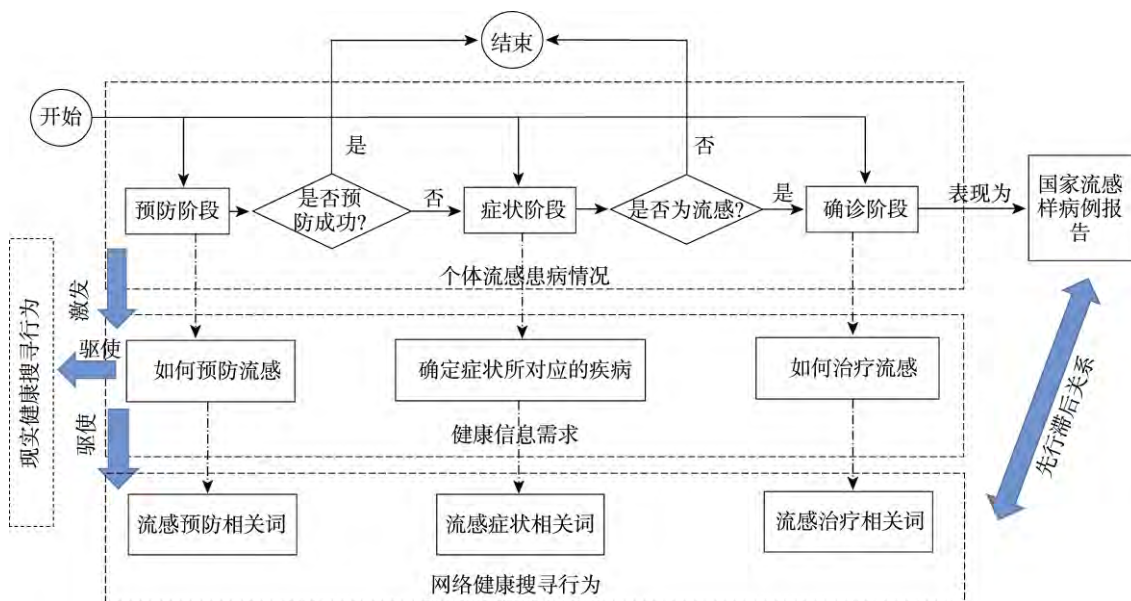 结束
开始
是
否
预防阶段
是否预
防成功?
否
症状阶段
是否为流感?
是
确诊阶段
表现为
国家流感
样病例报
告
个体流感患病情况
激发
现实健康搜寻行为
驱使
如何预防流感
确定症状所对应的疾病
如何治疗流感
驱使
健康信息需求
先行滞后关系
流感预防相关词
流感症状相关词
流感治疗相关词
网络健康搜寻行为